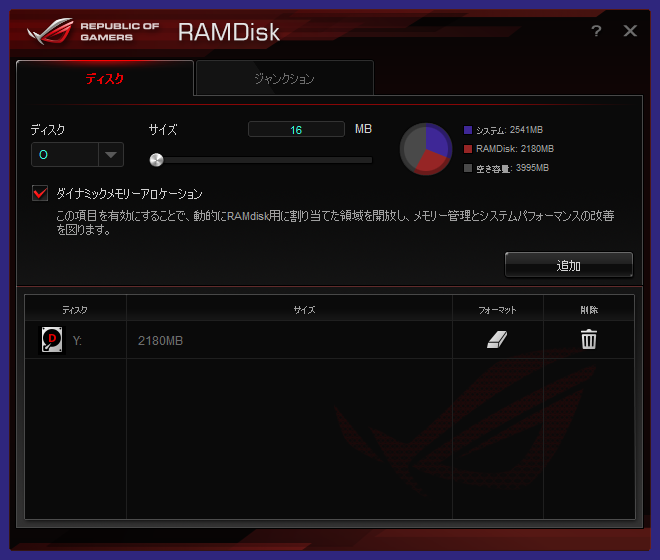 REPUBLIC OF
GAMERS
RAMDisk
?
ディスク
ジャンクション
ディスク
サイズ
16
MB
O
システム: 2541MB
RAMDisk: 2180MB
空き容量: 3995MB
ダイナミックメモリーアロケーション
この項目を有効にすることで、動的にRAMdisk用に割り当てた領域を開放し、メモリー管理とシステムパフォーマンスの改善
を図ります。
追加
ディスク
サイズ
フォーマット
削除
D
Y:
2180MB